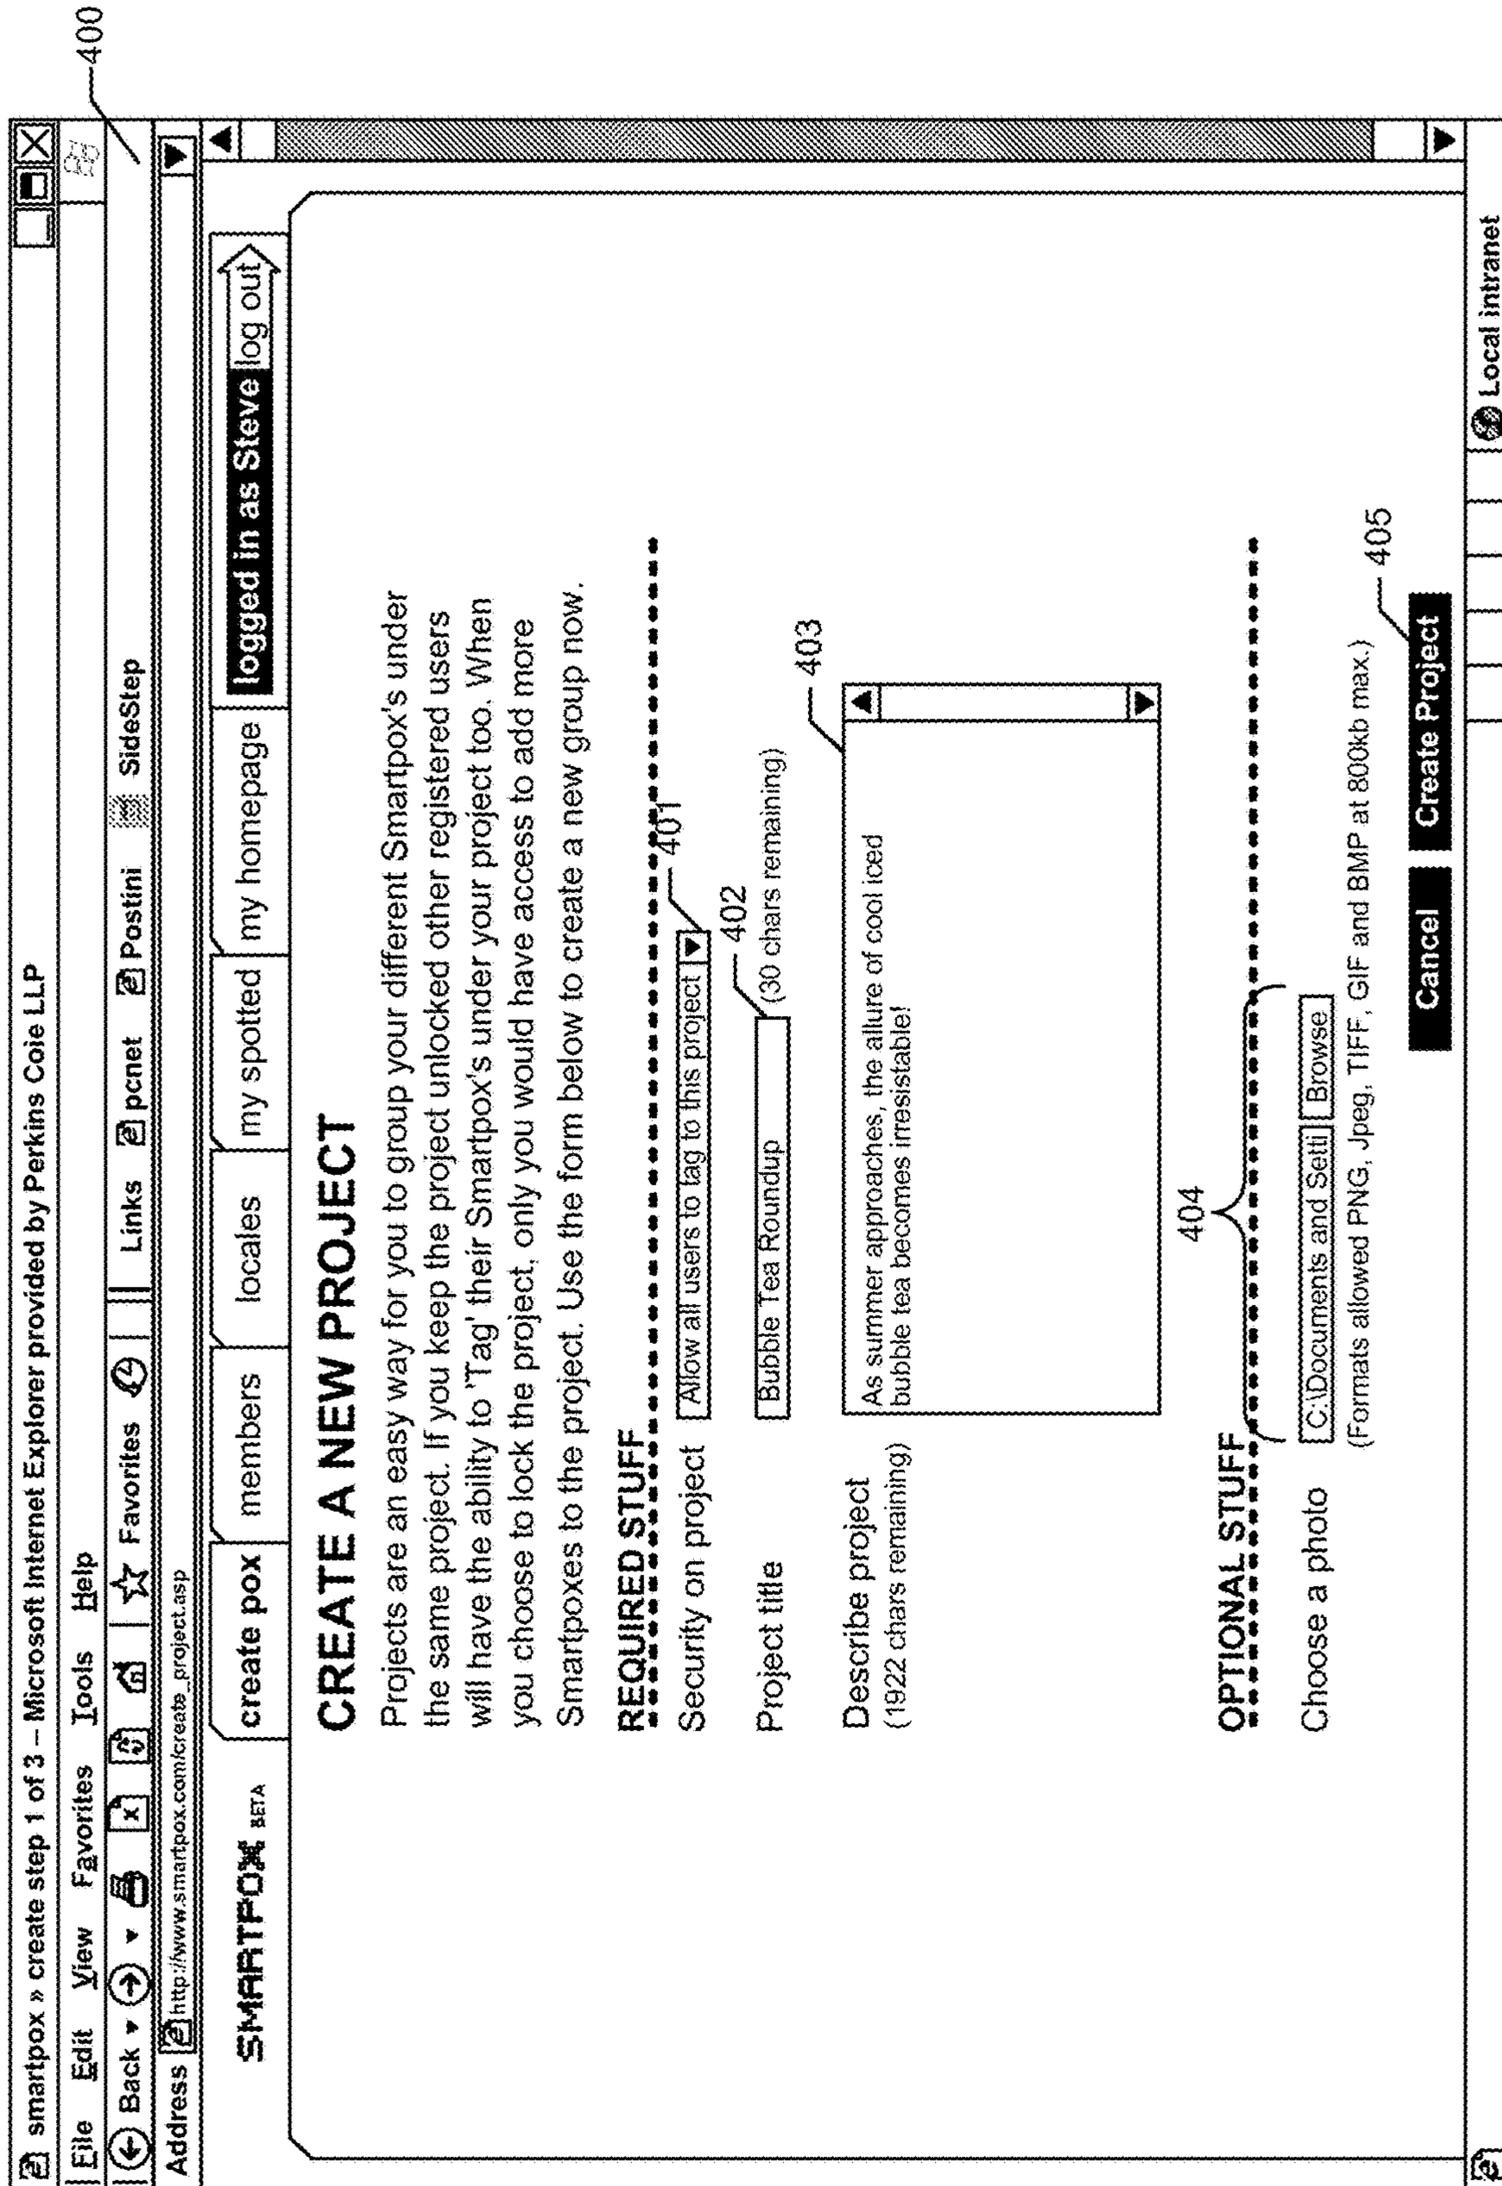 smartpox » create step 1 of 3 – Microsoft Internet Explorer provided by Perkins Coie LLP
File Edit View Favorites Tools Help
400
Back Favorites Links pcnet Postini SideStep
Address http://www.smartpox.com/create_project.asp
SMARTPOX BETA create pox members locales my spotted my homepage logged in as Steve log out
CREATE A NEW PROJECT
Projects are an easy way for you to group your different Smartpox's under
the same project. If you keep the project unlocked other registered users
will have the ability to 'Tag' their Smartpox's under your project too. When
you choose to lock the project, only you would have access to add more
Smartpoxes to the project. Use the form below to create a new group now.
REQUIRED STUFF
401
Security on project Allow all users to tag to this project
402
Project title Bubble Tea Roundup (30 chars remaining)
403
Describe project As summer approaches, the allure of cool iced
(1922 chars remaining) bubble tea becomes irresistable!
404
OPTIONAL STUFF
Choose a photo C:\Documents and Setti Browse
(Formats allowed PNG, Jpeg, TIFF, GIF and BMP at 800kb max.)
405
Cancel Create Project
Local intranet